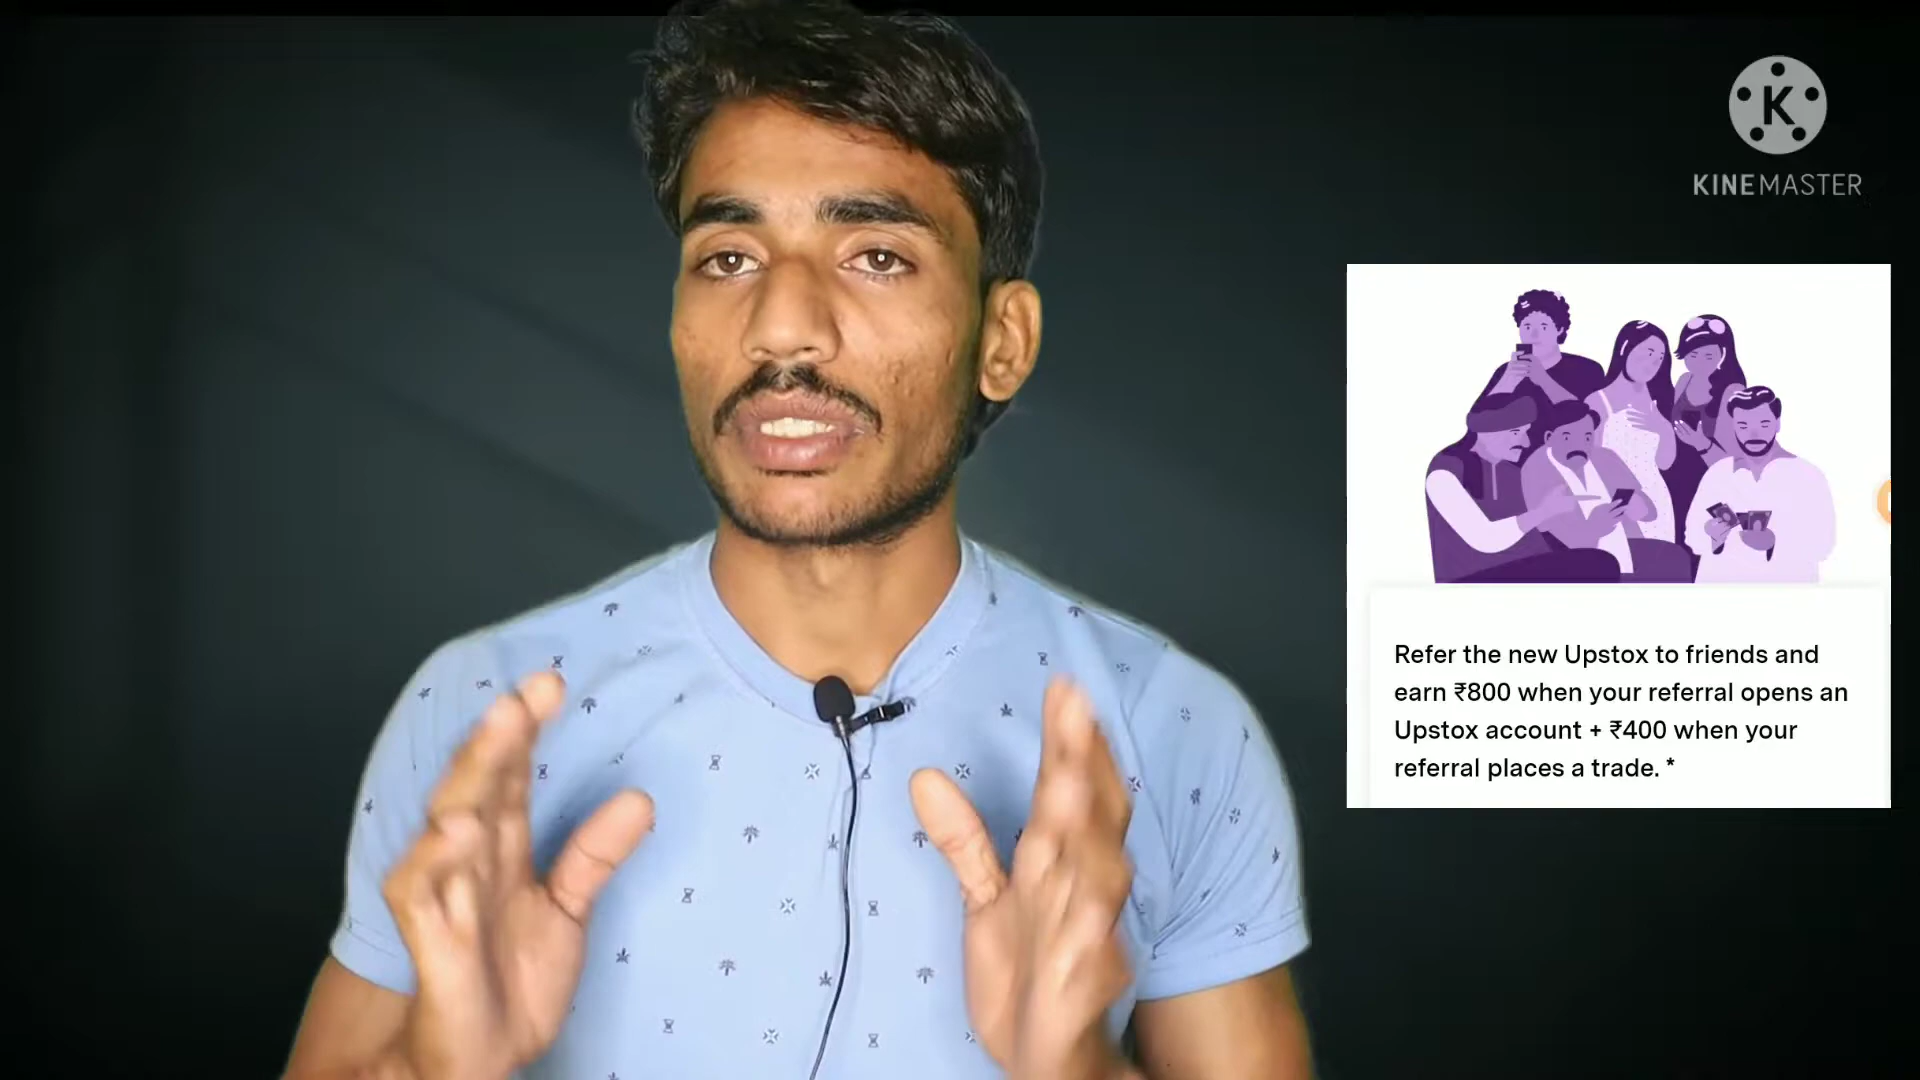 K
KINEMASTER
Refer the new Upstox to friends and
earn ₹800 when your referral opens an
Upstox account + ₹400 when your
referral places a trade. *